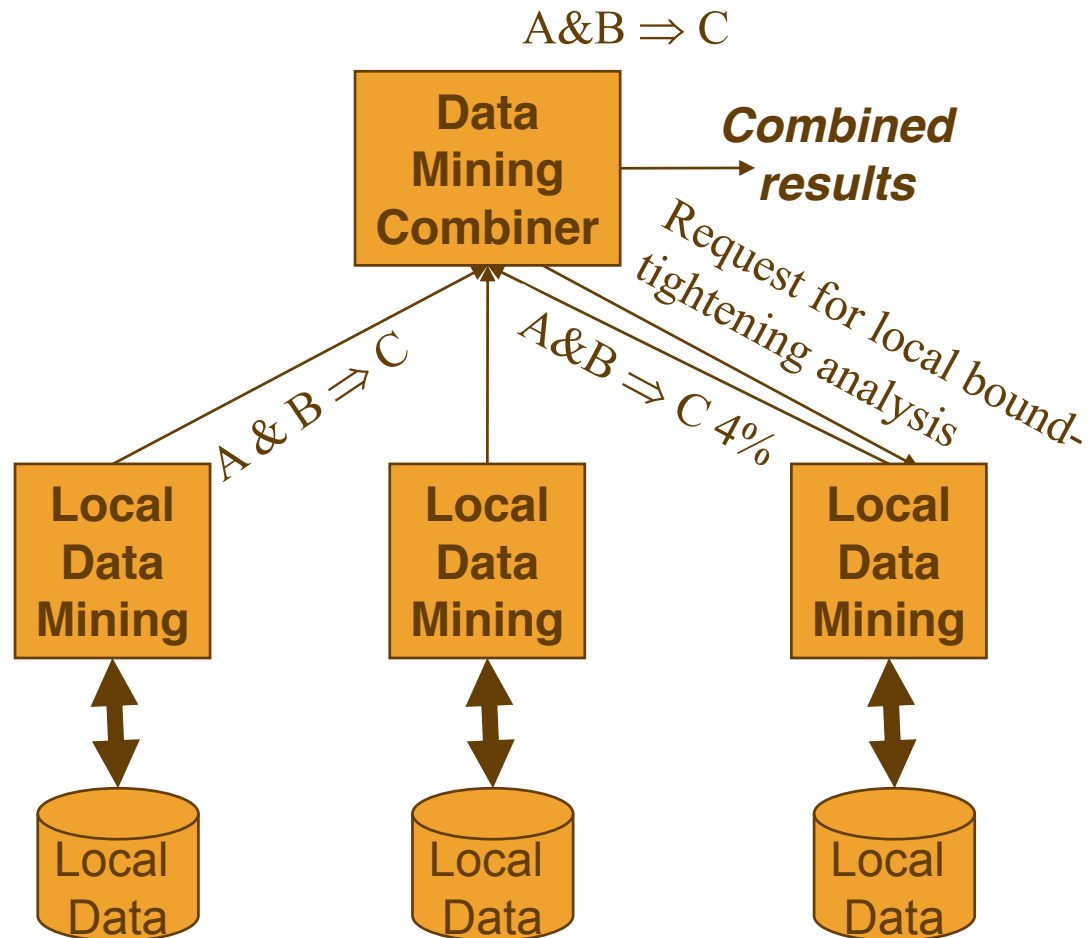 A&B ⇒ C
Data
Mining
Combiner
Combined
results
Request for local bound-
tightening analysis
A & B ⇒ C
A&B ⇒ C 4%
Local
Data
Mining
Local
Data
Mining
Local
Data
Mining
Local
Data
Local
Data
Local
Data